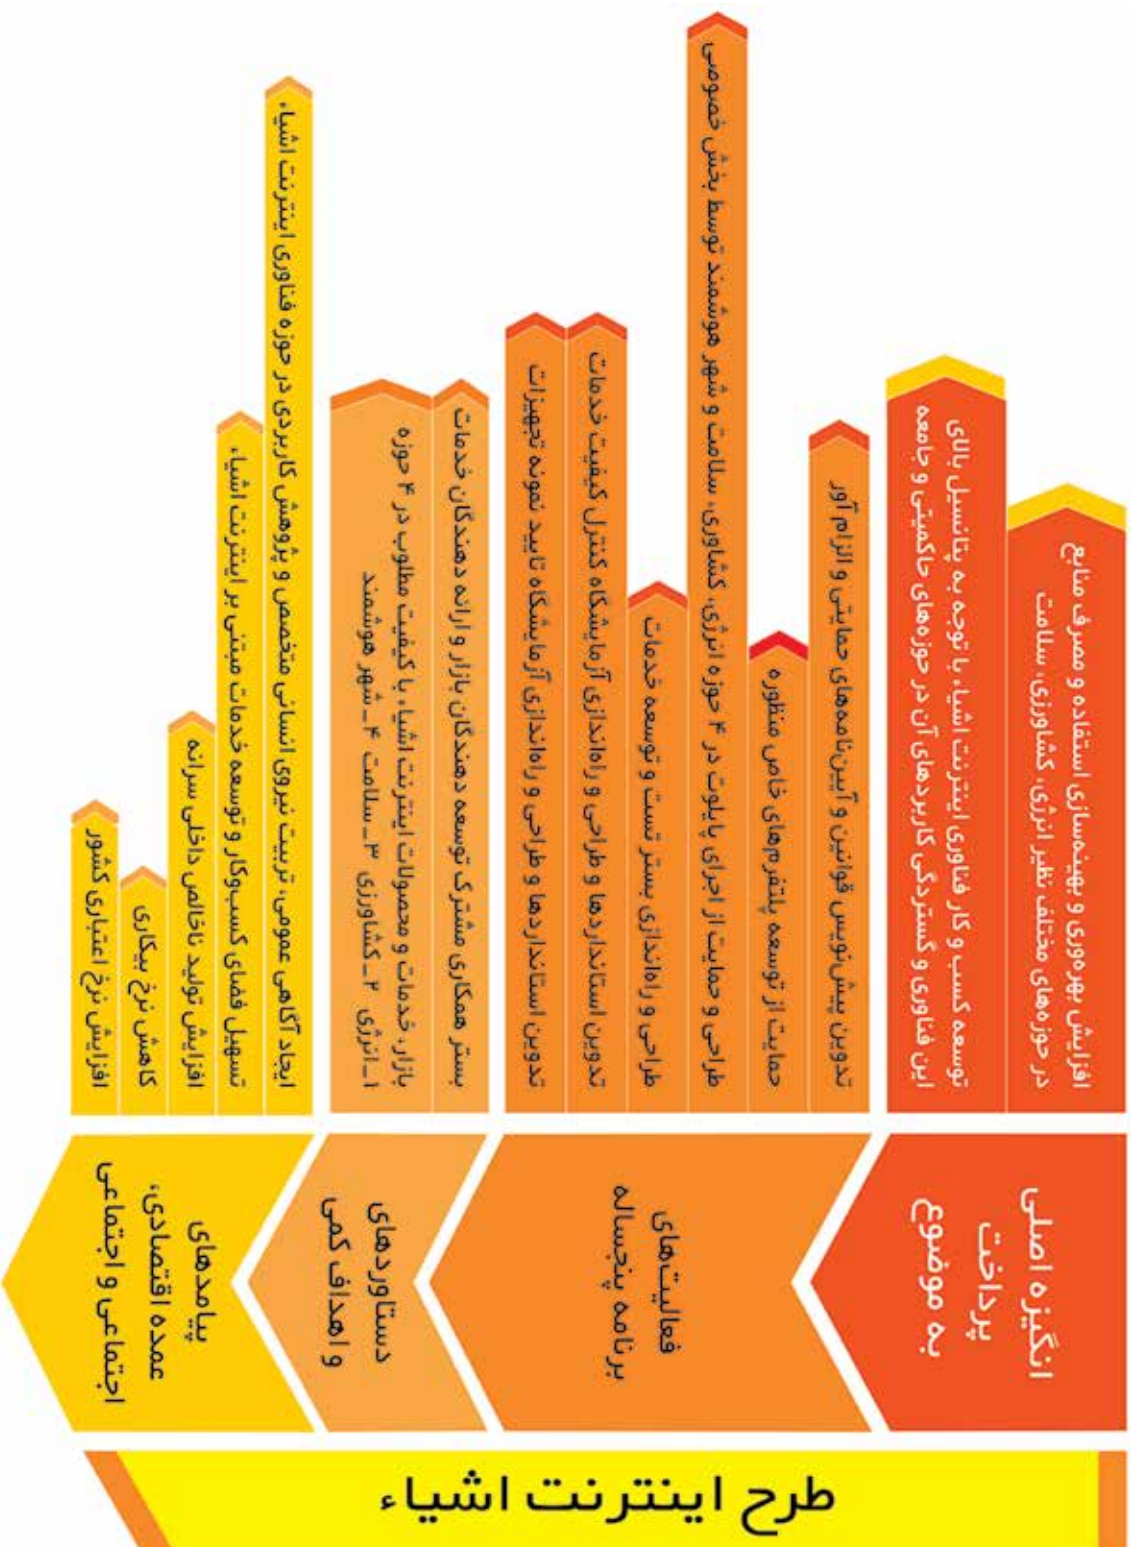 طرح اینترنت اشیاء
انگیزه اصلی
پرداخت
به موضوع
افزایش بهره‌وری و بهینه‌سازی استفاده و مصرف منابع
در حوزه‌های مختلف نظیر انرژی، کشاورزی، سلامت
توسعه کسب و کار فناوری اینترنت اشیاء با توجه به پتانسیل بالای
این فناوری و گستردگی کاربردهای آن در حوزه‌های حاکمیتی و جامعه
فعالیت‌های
برنامه پنجساله
تدوین پیش‌نویس قوانین و آیین‌نامه‌های حمایتی و الزام آور
حمایت از توسعه پلتفرم‌های خاص منظوره
طراحی و حمایت از اجرای پایلوت در ۴ حوزه انرژی، کشاوری، سلامت و شهر هوشمند توسط بخش خصوصی
طراحی و راه‌اندازی بستر تست و توسعه خدمات
تدوین استانداردها و طراحی و راه‌اندازی آزمایشگاه کنترل کیفیت خدمات
تدوین استانداردها و طراحی و راه‌اندازی آزمایشگاه تایید نمونه تجهیزات
دستاوردهای
و اهداف کمی
بستر همکاری مشترک توسعه دهندگان بازار و ارائه دهندگان خدمات
بازار، خدمات و محصولات اینترنت اشیاء با کیفیت مطلوب در ۴ حوزه
۱_انرژی ۲_کشاورزی ۳_سلامت ۴_شهر هوشمند
پیامدهای
عمده اقتصادی،
اجتماعی و اجتماعی
ایجاد آگاهی عمومی، تربیت نیروی انسانی متخصص و پژوهش کاربردی در حوزه فناوری اینترنت اشیاء
تسهیل فضای کسب‌وکار و توسعه خدمات مبتنی بر اینترنت اشیاء
افزایش تولید ناخالص داخلی سرانه
کاهش نرخ بیکاری
افزایش نرخ اعتباری کشور